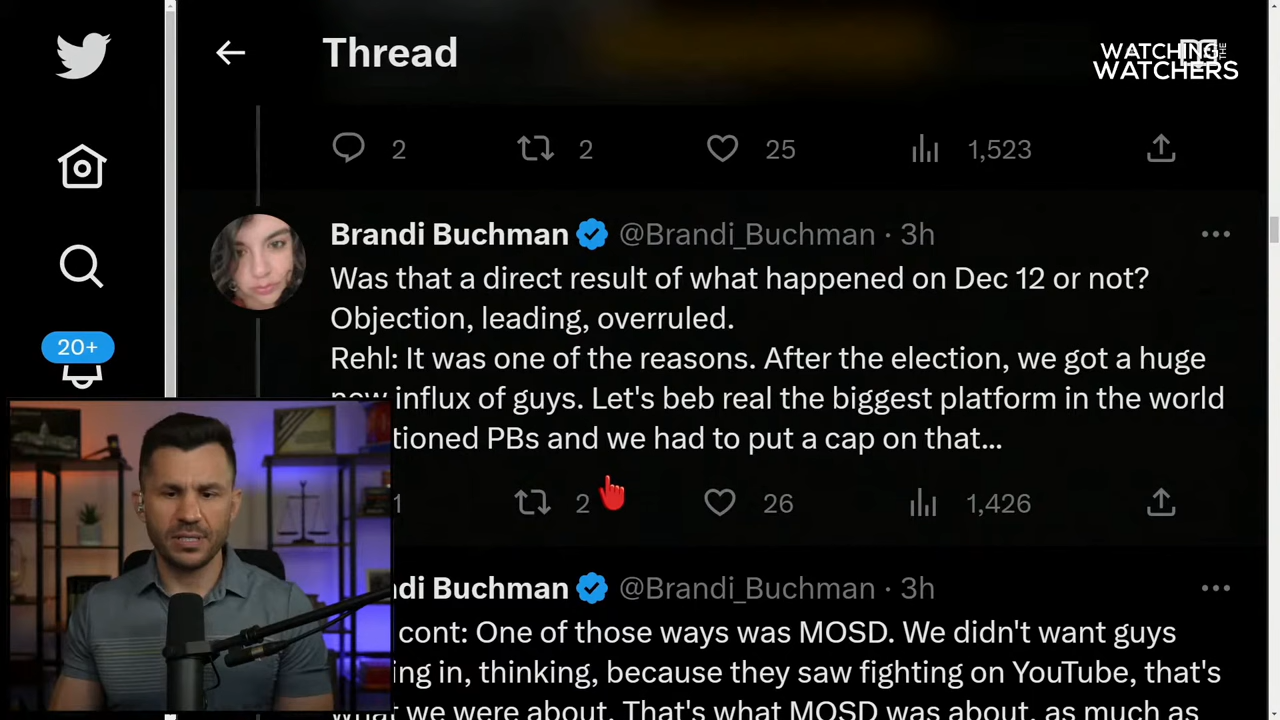 Thread
WATCHING THE
WATCHERS
2 2 25 1,523
Brandi Buchman @Brandi_Buchman · 3h
Was that a direct result of what happened on Dec 12 or not?
Objection, leading, overruled.
Rehl: It was one of the reasons. After the election, we got a huge
influx of guys. Let's beb real the biggest platform in the world
tioned PBs and we had to put a cap on that...
20+
1 2 26 1,426
di Buchman @Brandi_Buchman · 3h
cont: One of those ways was MOSD. We didn't want guys
ing in, thinking, because they saw fighting on YouTube, that's
what we were about. That's what MOSD was about, as much as